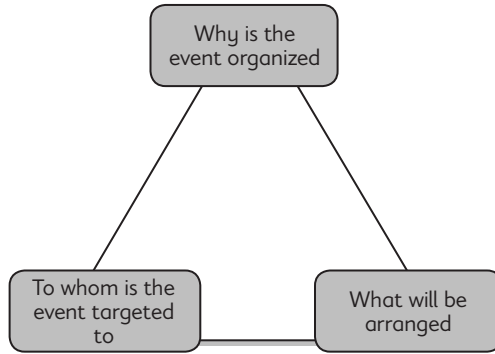 Why is the
event organized
To whom is the
event targeted
to
What will be
arranged